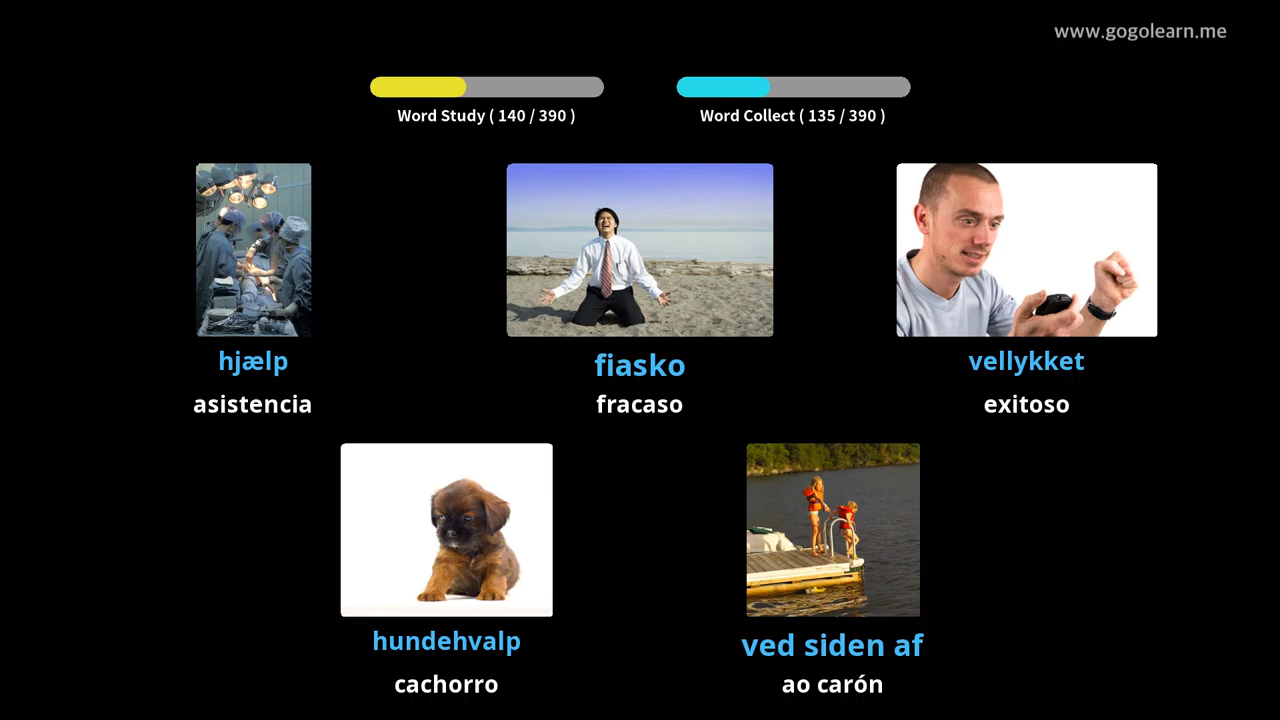 www.gogolearn.me
Word Study ( 140 / 390 )
Word Collect ( 135 / 390 )
hjælp
asistencia
fiasko
fracaso
vellykket
exitoso
hundehvalp
cachorro
ved siden af
ao carón